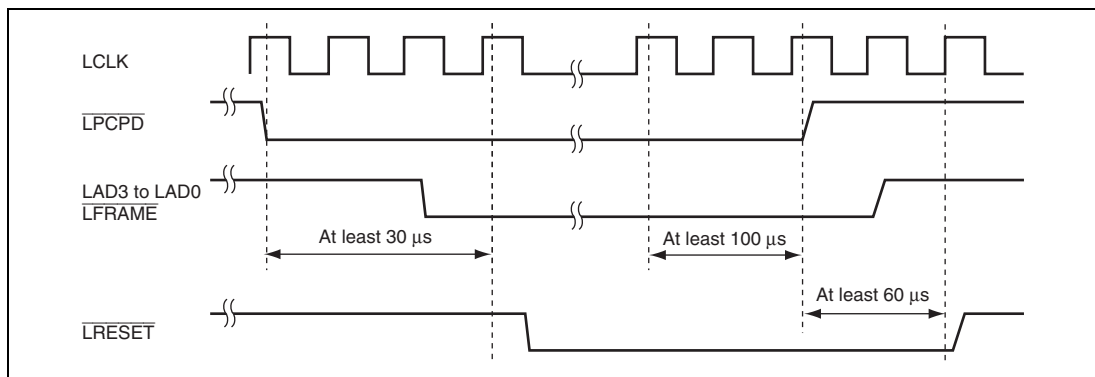 LCLK
LPCPD
LAD3 to LAD0
LFRAME
At least 30 µs
At least 100 µs
At least 60 µs
LRESET